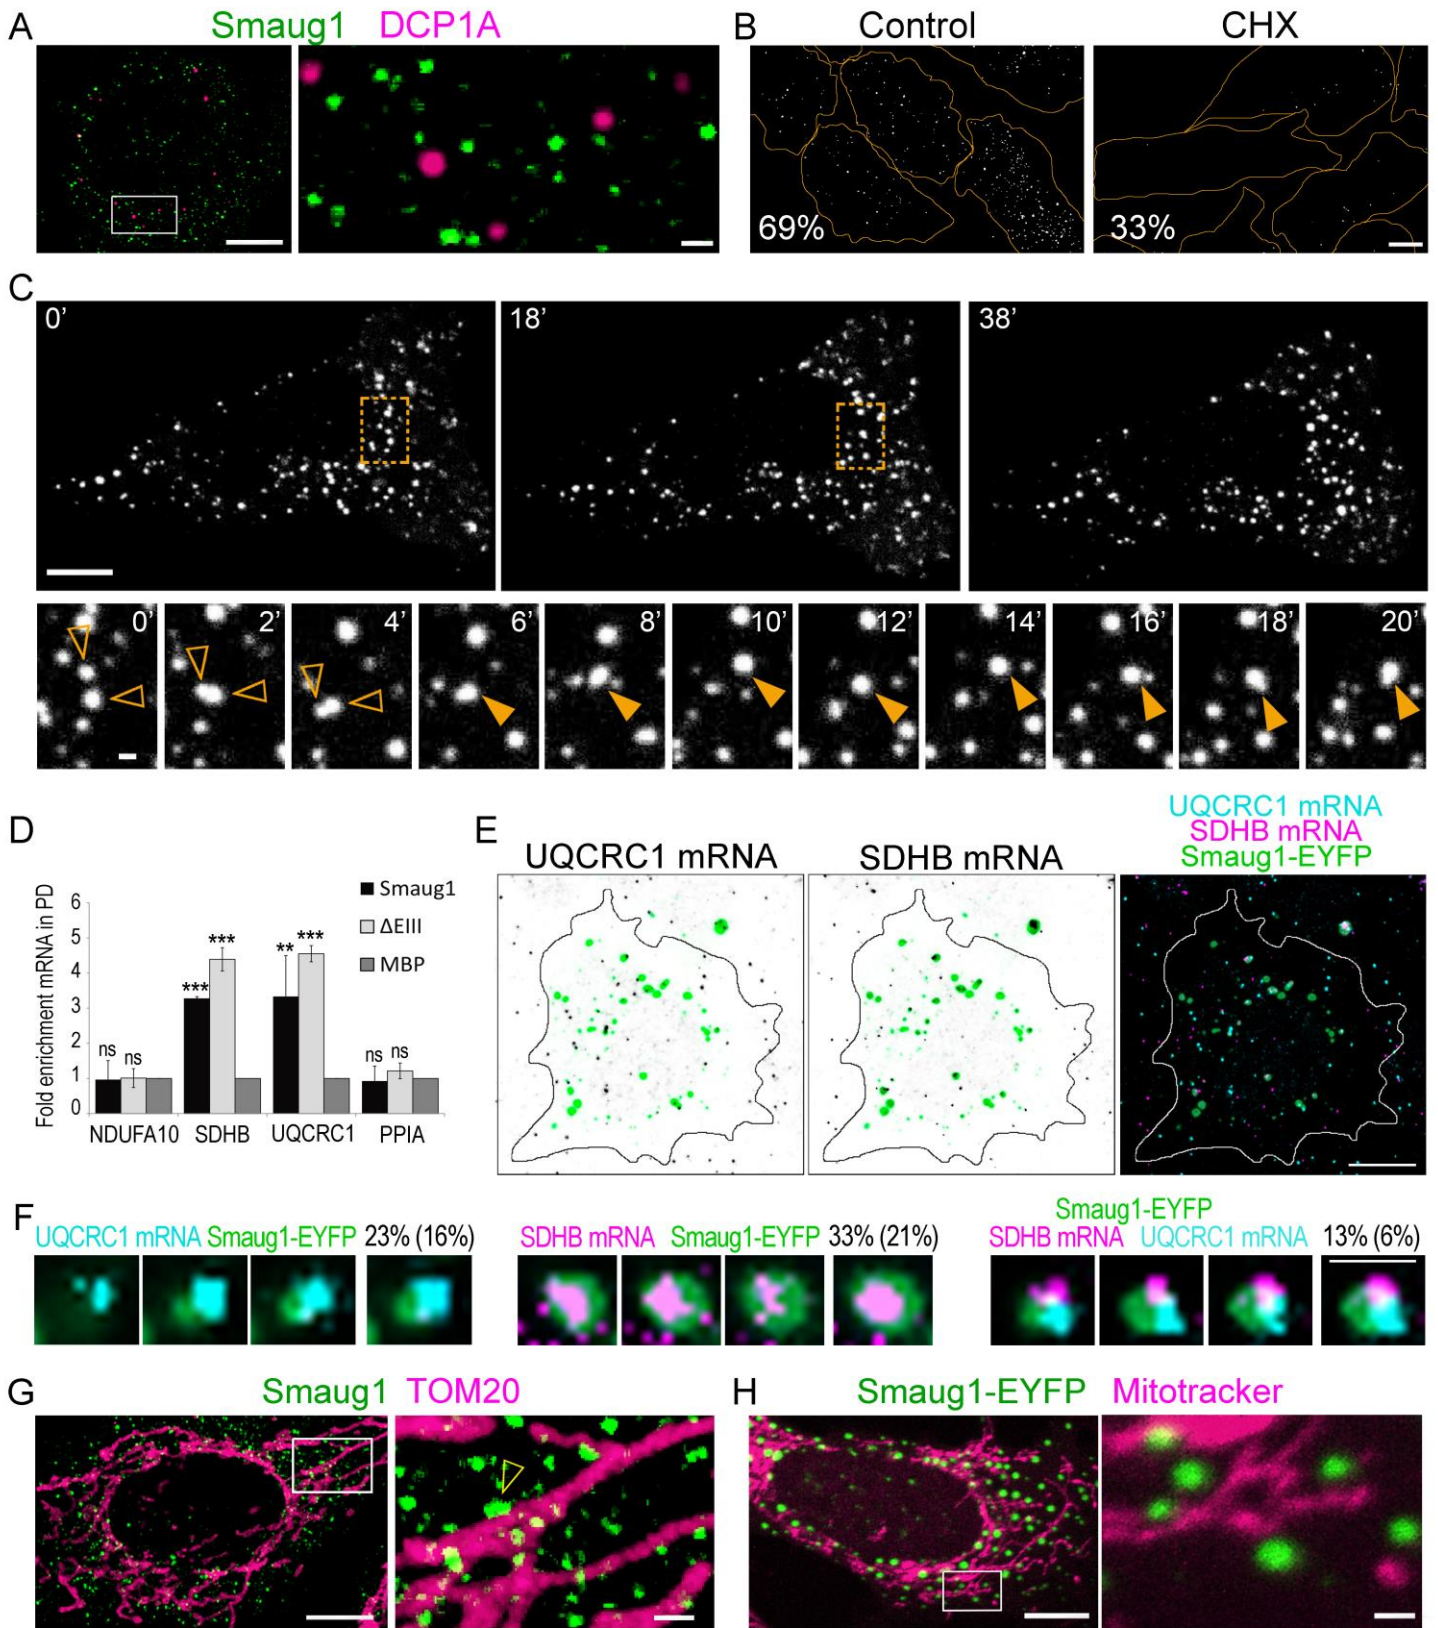 A
Smaug1 DCP1A
B
Control
CHX
69%
33%
C
0’
18’
38’
0’
2’
4’
6’
8’
10’
12’
14’
16’
18’
20’
D
Fold enrichment mRNA in PD
6
5
4
3
2
1
0
Smaug1
ΔEIII
MBP
ns
ns
***
***
**
***
ns
ns
NDUFA10
SDHB
UQCRC1
PPIA
E
UQCRC1 mRNA
SDHB mRNA
UQCRC1 mRNA
SDHB mRNA
Smaug1-EYFP
F
UQCRC1 mRNA Smaug1-EYFP 23% (16%)
SDHB mRNA Smaug1-EYFP 33% (21%)
Smaug1-EYFP
SDHB mRNA UQCRC1 mRNA 13% (6%)
G
Smaug1 TOM20
H
Smaug1-EYFP Mitotracker